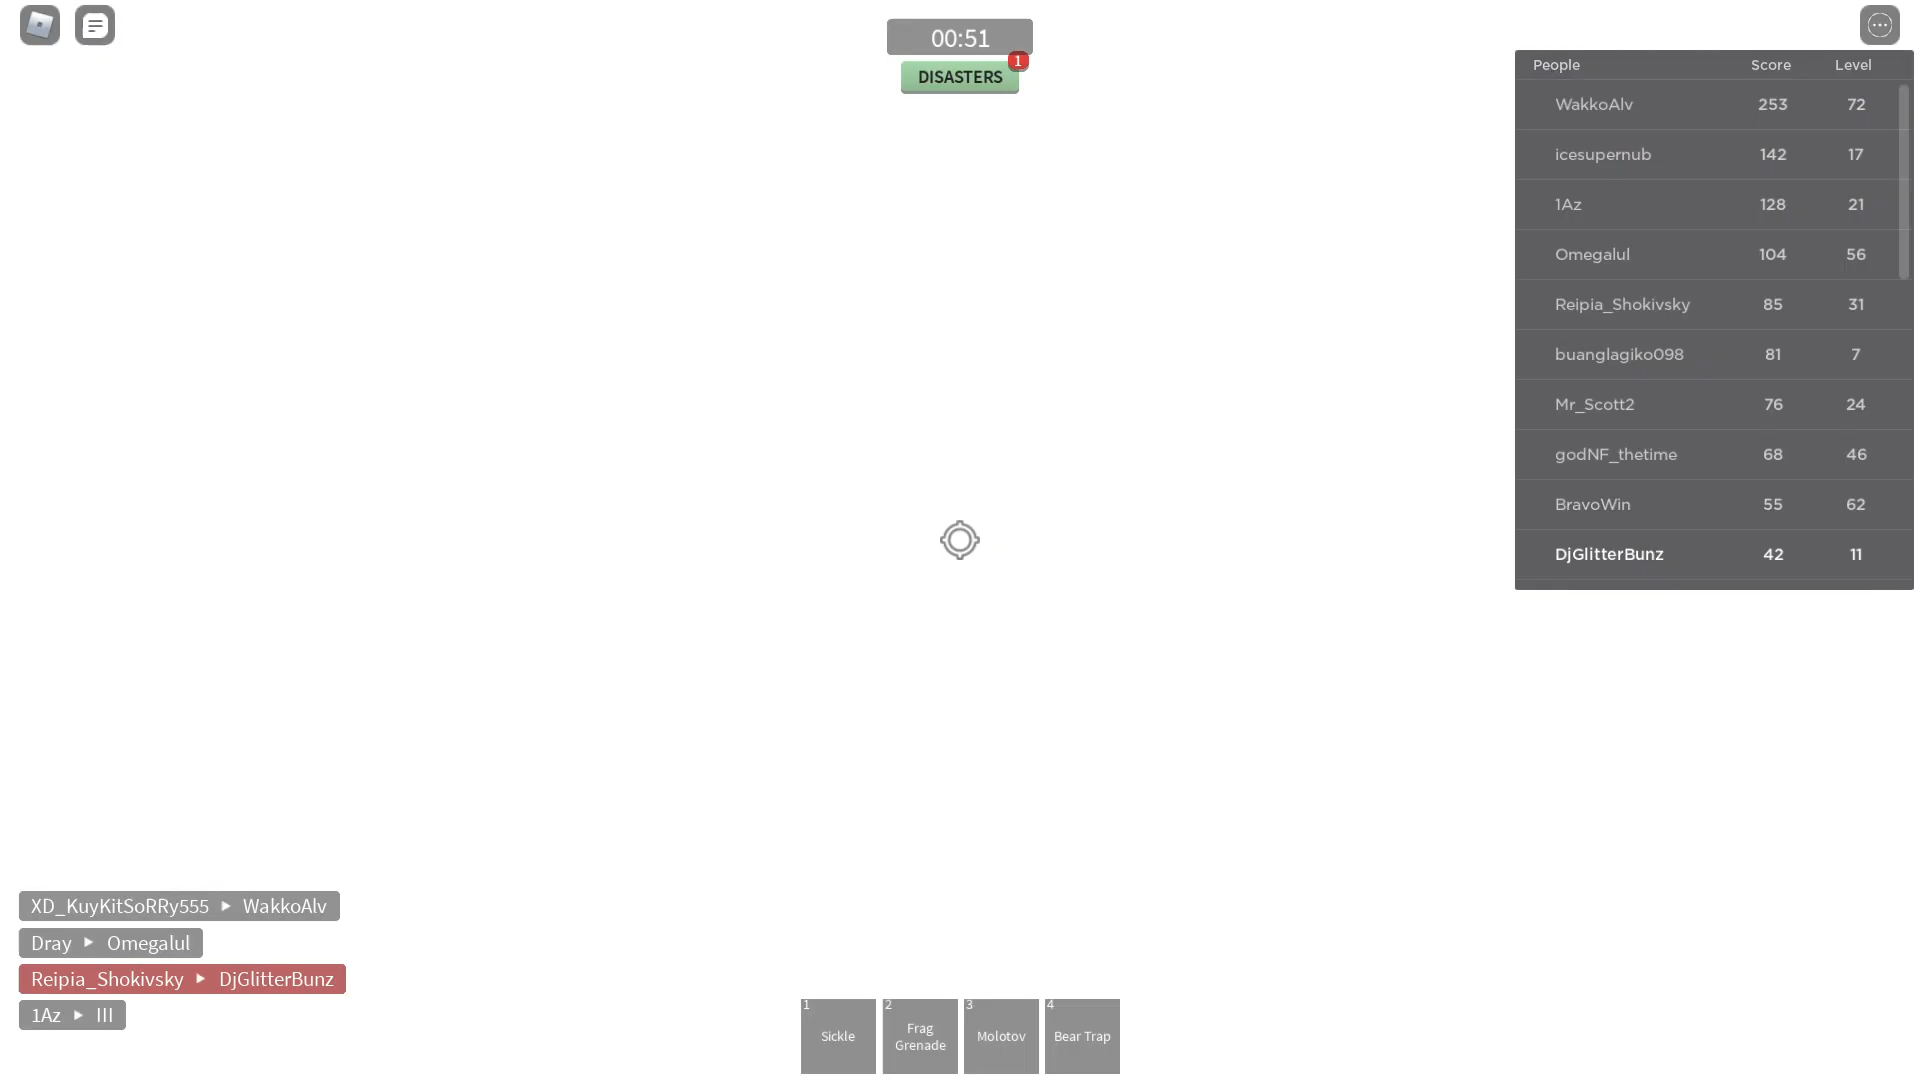 00:51
DISASTERS
1
People Score Level
WakkoAlv 253 72
icesupernub 142 17
1Az 128 21
Omegalul 104 56
Reipia_Shokivsky 85 31
buanglagiko098 81 7
Mr_Scott2 76 24
godNF_thetime 68 46
BravoWin 55 62
DjGlitterBunz 42 11
XD_KuyKitSoRRy555 ▶ WakkoAlv
Dray ▶ Omegalul
Reipia_Shokivsky ▶ DjGlitterBunz
1Az ▶ III
1 Sickle
2 Frag
Grenade
3 Molotov
4 Bear Trap